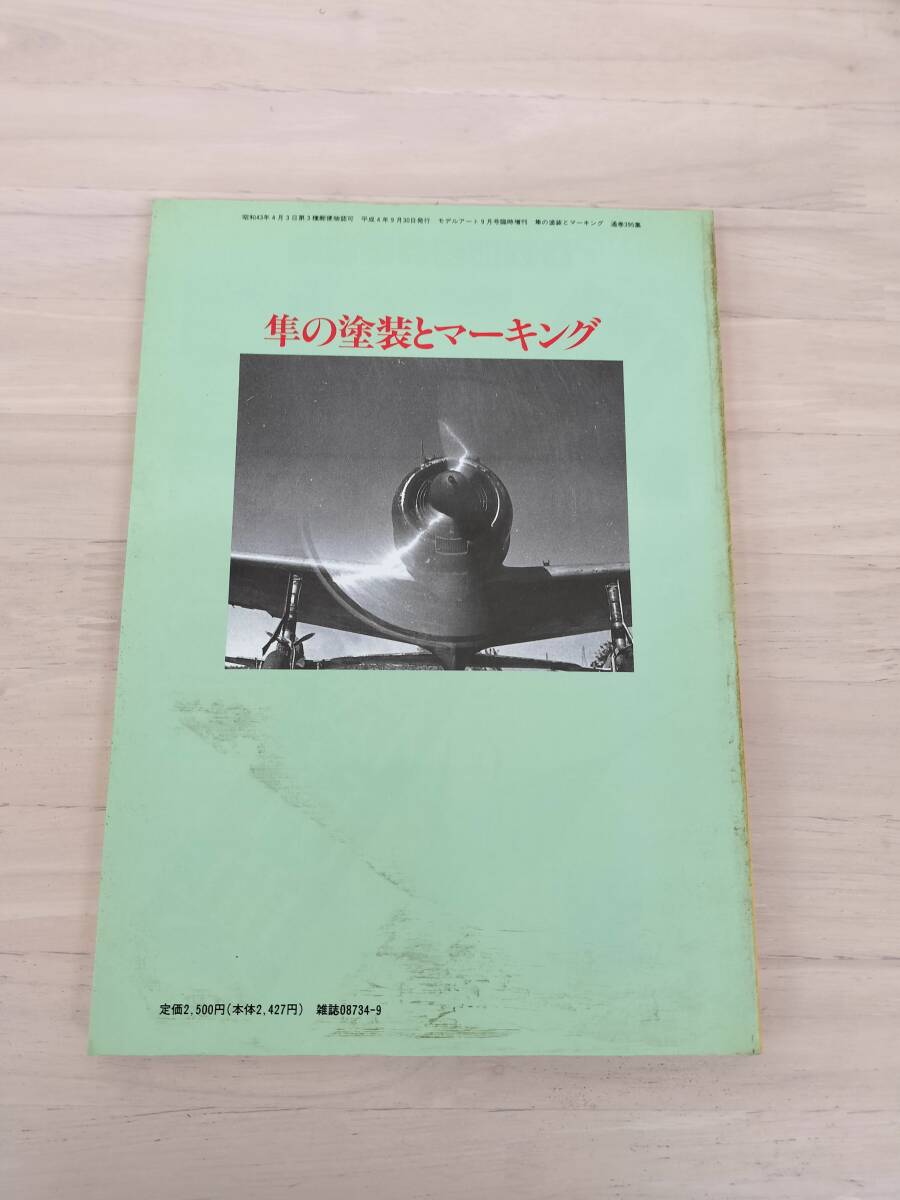 昭和43年4月3日第3種郵便物認可 平成4年9月30日発行 モデルアート9月号臨時増刊 隼の塗装とマーキング 通巻395集
隼の塗装とマーキング
定価2,500円(本体2,427円) 雑誌08734-9